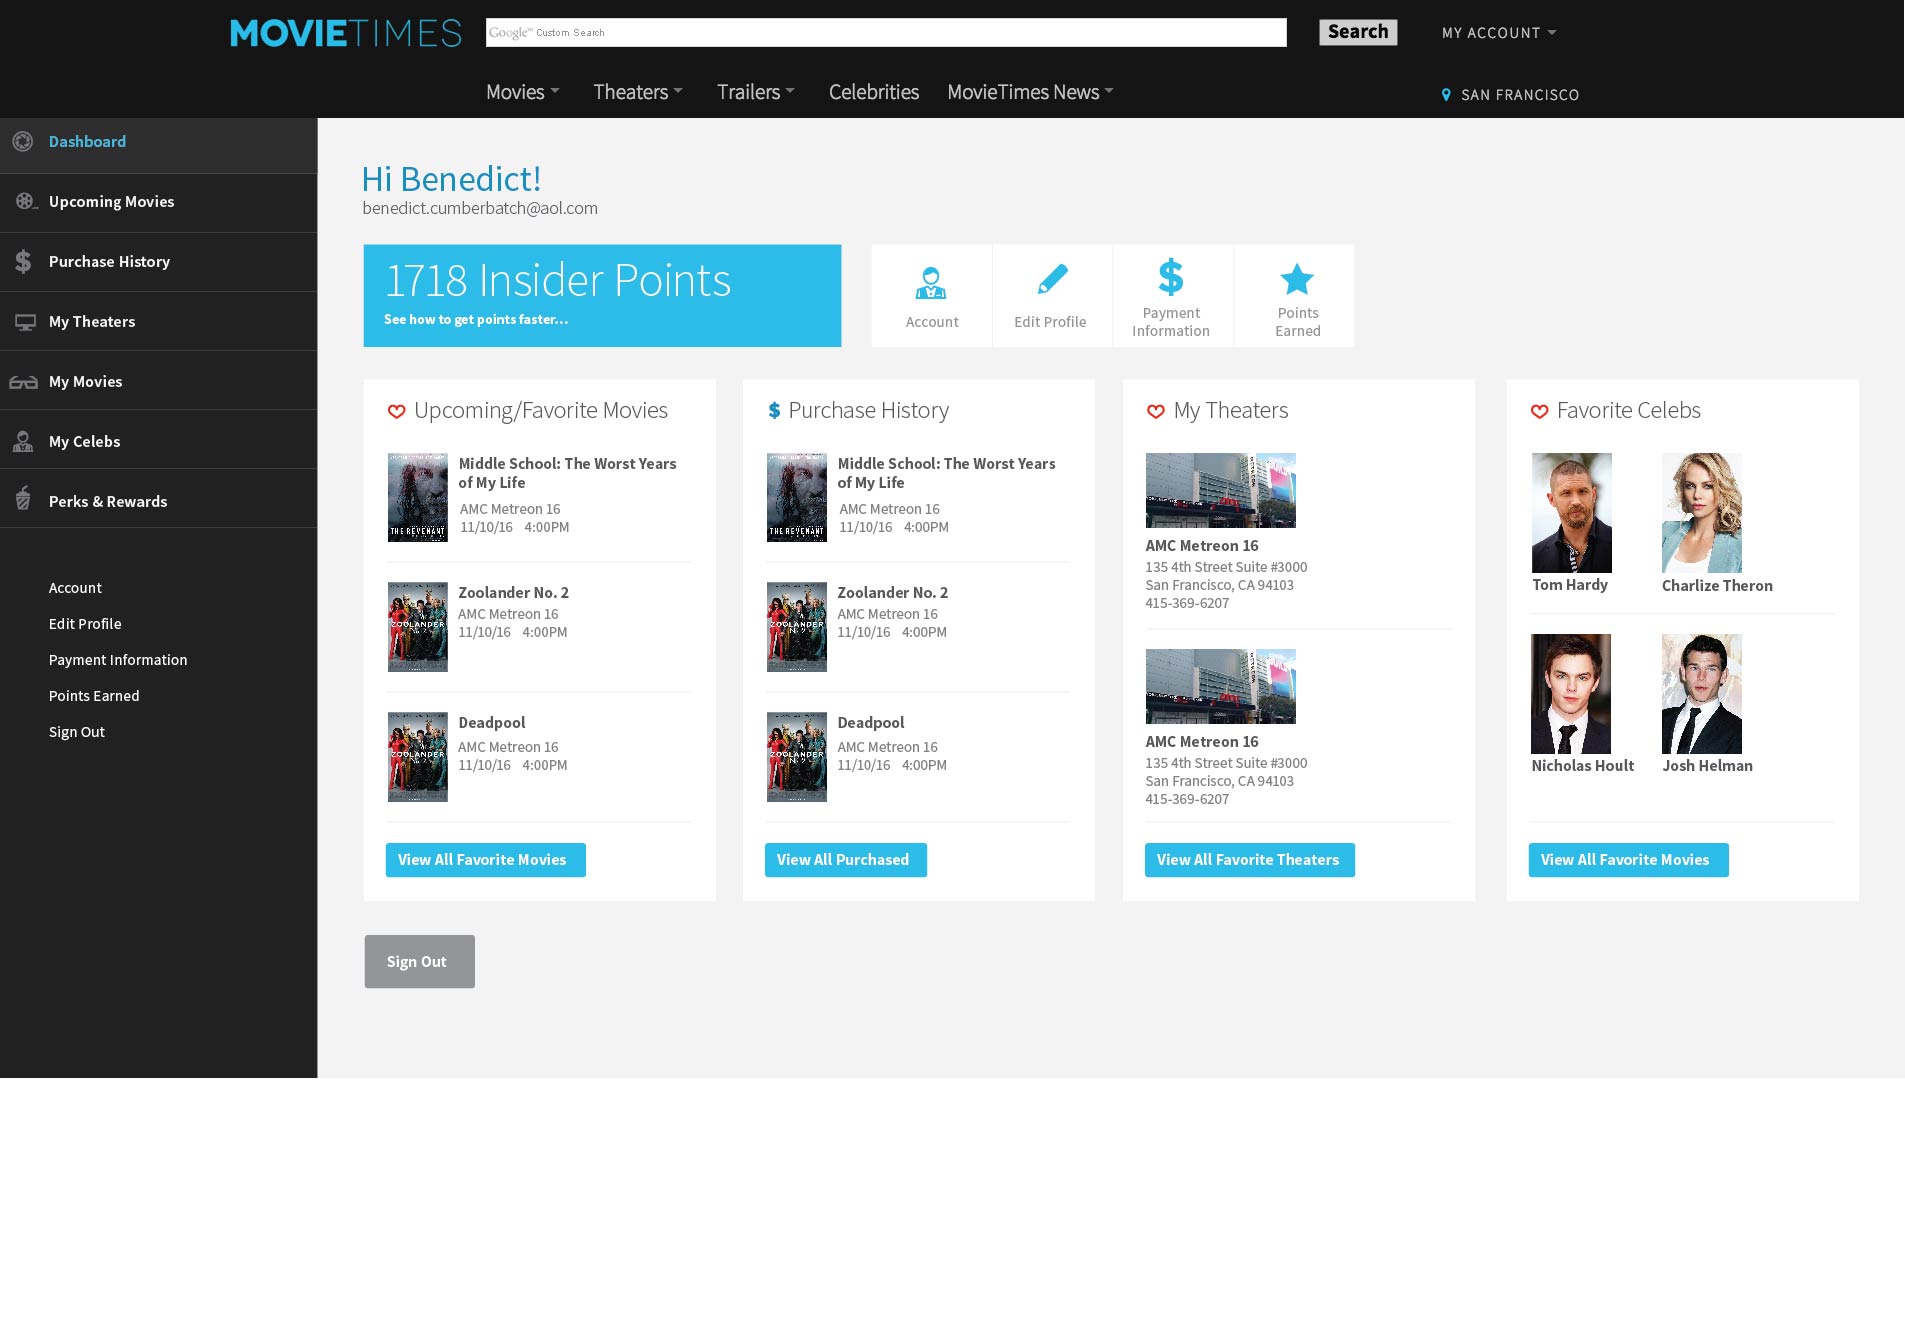 MOVIETIMES
Google™ Custom Search
Search
MY ACCOUNT
Movies
Theaters
Trailers
Celebrities
MovieTimes News
SAN FRANCISCO
Dashboard
Upcoming Movies
Purchase History
My Theaters
My Movies
My Celebs
Perks & Rewards
Account
Edit Profile
Payment Information
Points Earned
Sign Out
Hi Benedict!
benedict.cumberbatch@aol.com
1718 Insider Points
See how to get points faster...
Account
Edit Profile
Payment
Information
Points
Earned
Upcoming/Favorite Movies
THE REVENANT
Middle School: The Worst Years
of My Life
AMC Metreon 16
11/10/16 4:00PM
ZOOLANDER
Zoolander No. 2
AMC Metreon 16
11/10/16 4:00PM
ZOOLANDER
Deadpool
AMC Metreon 16
11/10/16 4:00PM
View All Favorite Movies
Purchase History
THE REVENANT
Middle School: The Worst Years
of My Life
AMC Metreon 16
11/10/16 4:00PM
ZOOLANDER
Zoolander No. 2
AMC Metreon 16
11/10/16 4:00PM
ZOOLANDER
Deadpool
AMC Metreon 16
11/10/16 4:00PM
View All Purchased
My Theaters
AMC Metreon 16
135 4th Street Suite #3000
San Francisco, CA 94103
415-369-6207
AMC Metreon 16
135 4th Street Suite #3000
San Francisco, CA 94103
415-369-6207
View All Favorite Theaters
Favorite Celebs
Tom Hardy
Charlize Theron
Nicholas Hoult
Josh Helman
View All Favorite Movies
Sign Out